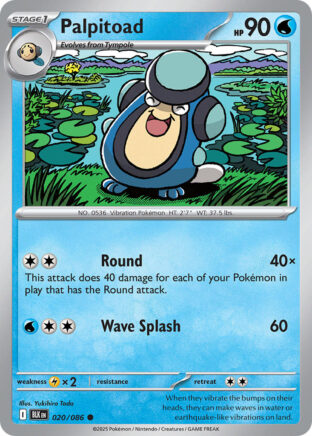 STAGE 1 Palpitoad HP 90
Evolves from Tympole
NO. 0536 Vibration Pokémon HT: 2'7" WT: 37.5 lbs.
Round 40×
This attack does 40 damage for each of your Pokémon in
play that has the Round attack.
Wave Splash 60
weakness ×2 resistance retreat
Illus. Yukihiro Tada
I BLK EN 020/086
When they vibrate the bumps on their
heads, they can make waves in water or
earthquake-like vibrations on land.
©2025 Pokémon / Nintendo / Creatures / GAME FREAK